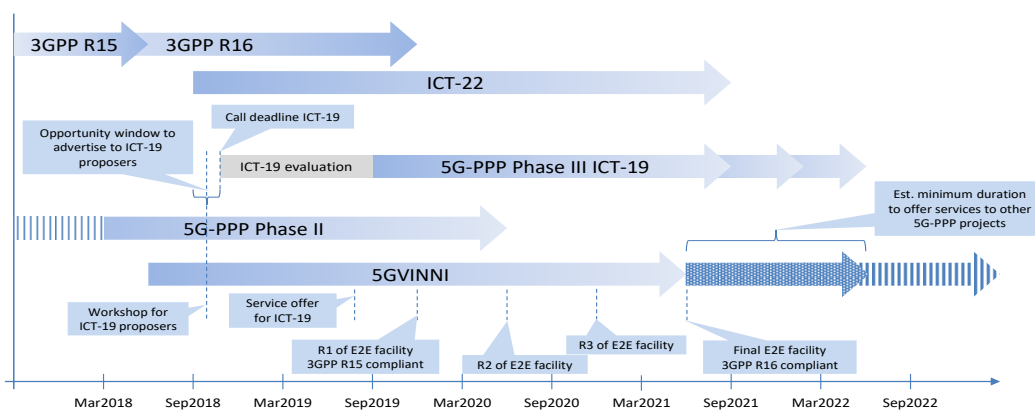 3GPP R15
3GPP R16
ICT-22
Call deadline ICT-19
Opportunity window to
advertise to ICT-19
proposers
ICT-19 evaluation
5G-PPP Phase III ICT-19
Est. minimum duration
to offer services to other
5G-PPP projects
5G-PPP Phase II
5GVINNI
Workshop for
ICT-19 proposers
Service offer
for ICT-19
R1 of E2E facility
3GPP R15 compliant
R2 of E2E facility
R3 of E2E facility
Final E2E facility
3GPP R16 compliant
Mar2018
Sep2018
Mar2019
Sep2019
Mar2020
Sep2020
Mar2021
Sep2021
Mar2022
Sep2022